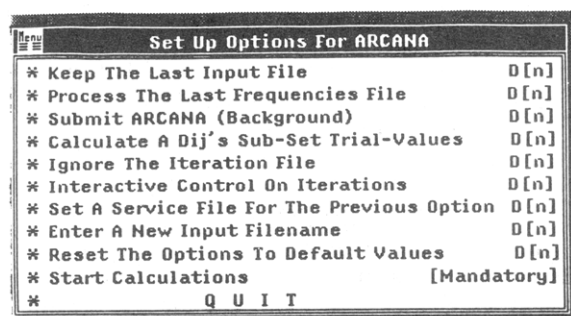 Menu
Set Up Options For ARCANA
* Keep The Last Input File D[n]
* Process The Last Frequencies File D[n]
* Submit ARCANA (Background) D[n]
* Calculate A Dij's Sub-Set Trial-Values D[n]
* Ignore The Iteration File D[n]
* Interactive Control On Iterations D[n]
* Set A Service File For The Previous Option D[n]
* Enter A New Input Filename D[n]
* Reset The Options To Default Values D[n]
* Start Calculations [Mandatory]
* Q U I T